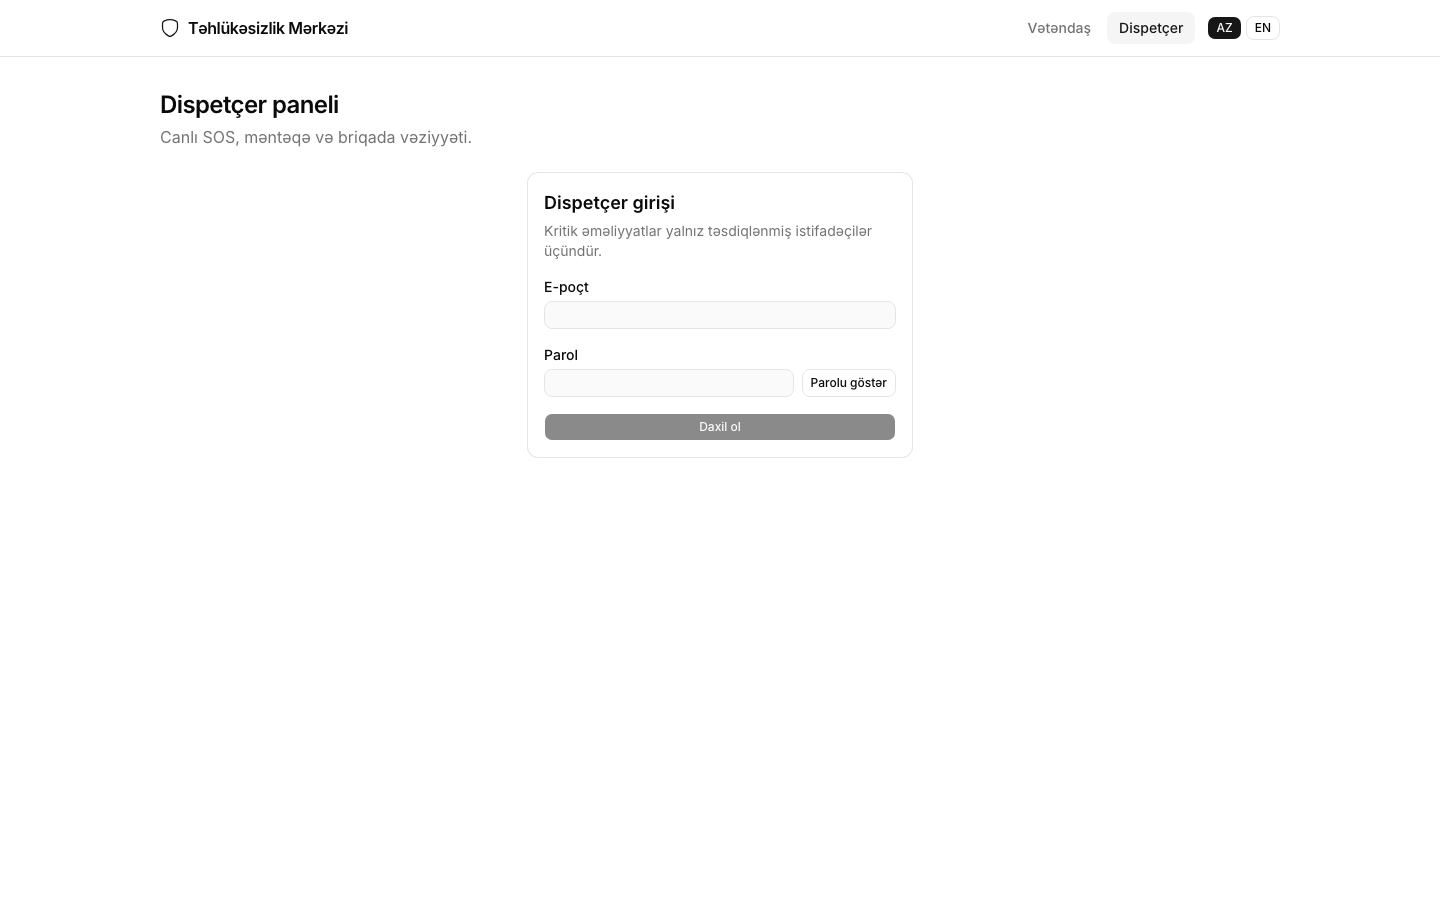 Təhlükəsizlik Mərkəzi
Vətəndaş
Dispetçer
AZ
EN
Dispetçer paneli
Canlı SOS, məntəqə və briqada vəziyyəti.
Dispetçer girişi
Kritik əməliyyatlar yalnız təsdiqlənmiş istifadəçilər
üçündür.
E-poçt
Parol
Parolu göstər
Daxil ol